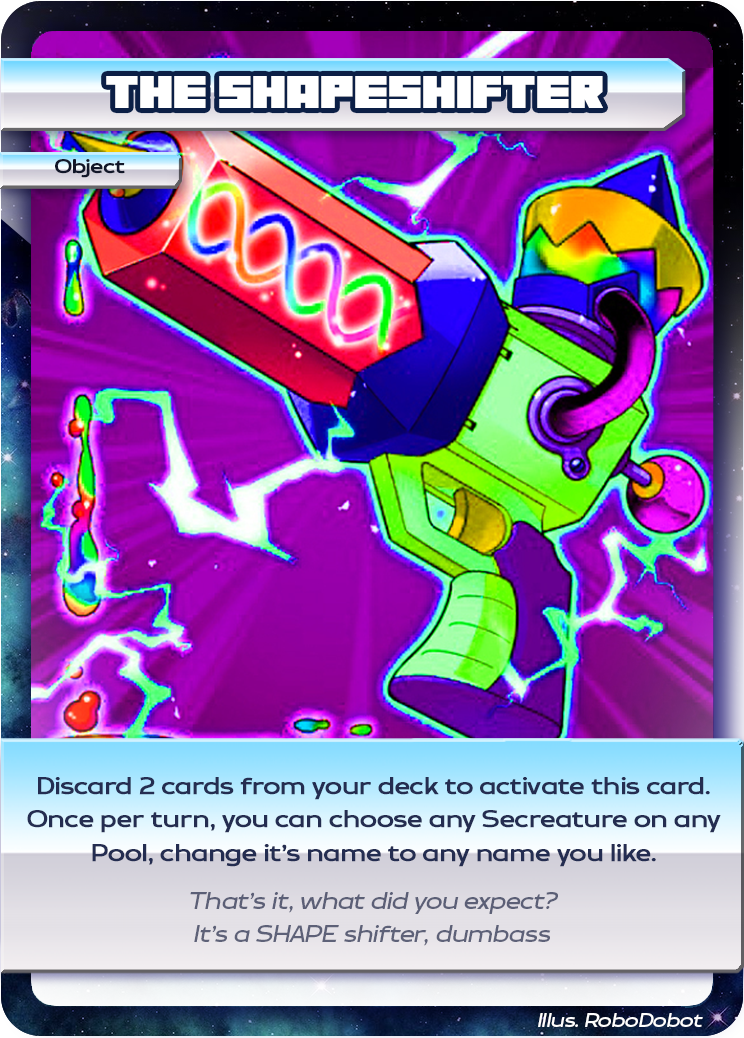 THE SHAPESHIFTER
Object
Discard 2 cards from your deck to activate this card.
Once per turn, you can choose any Secreature on any
Pool, change it's name to any name you like.
That's it, what did you expect?
It's a SHAPE shifter, dumbass
Illus. RoboDobot